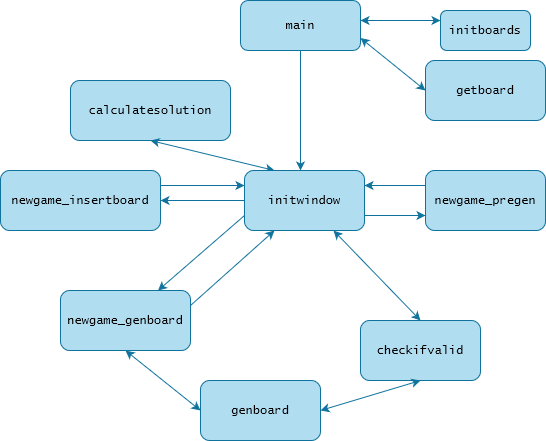 main
initboards
getboard
calculatesolution
newgame_insertboard
initwindow
newgame_pregen
newgame_genboard
checkifvalid
genboard